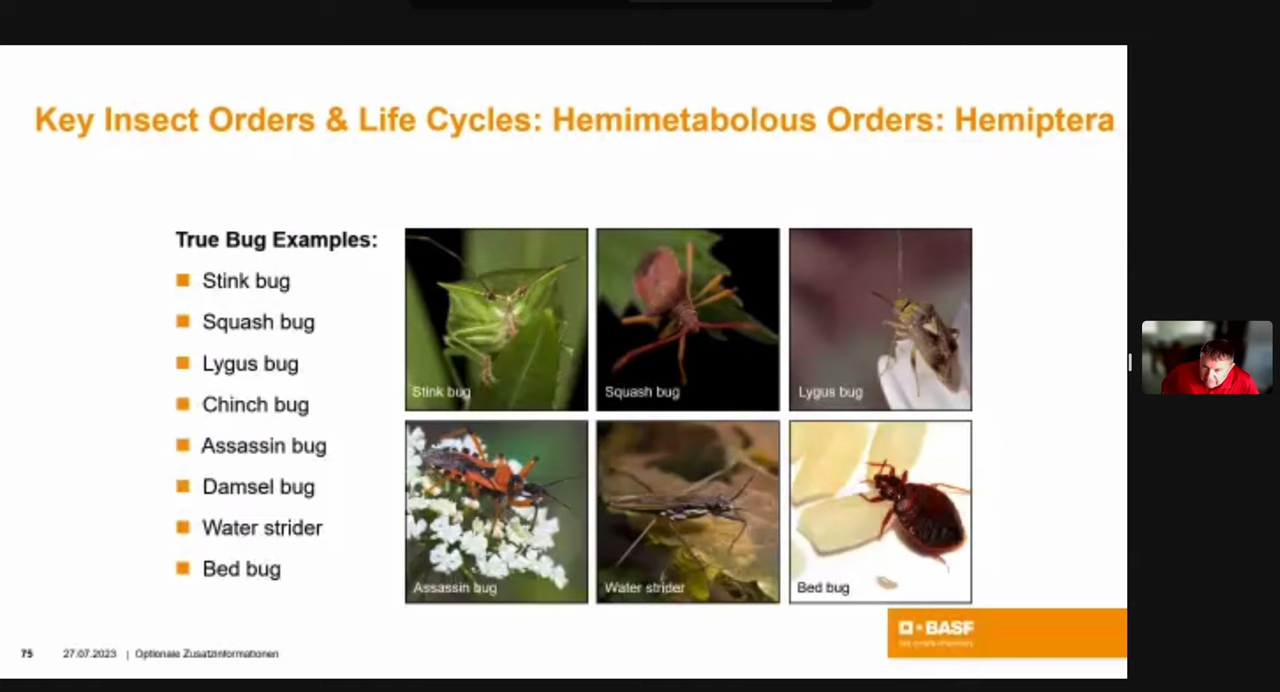 Key Insect Orders & Life Cycles: Hemimetabolous Orders: Hemiptera
True Bug Examples:
Stink bug
Squash bug
Lygus bug
Chinch bug
Assassin bug
Damsel bug
Water strider
Bed bug
Stink bug
Squash bug
Lygus bug
Assassin bug
Water strider
Bed bug
BASF
75 27.07.2023 | Optionale Zusatzinformationen